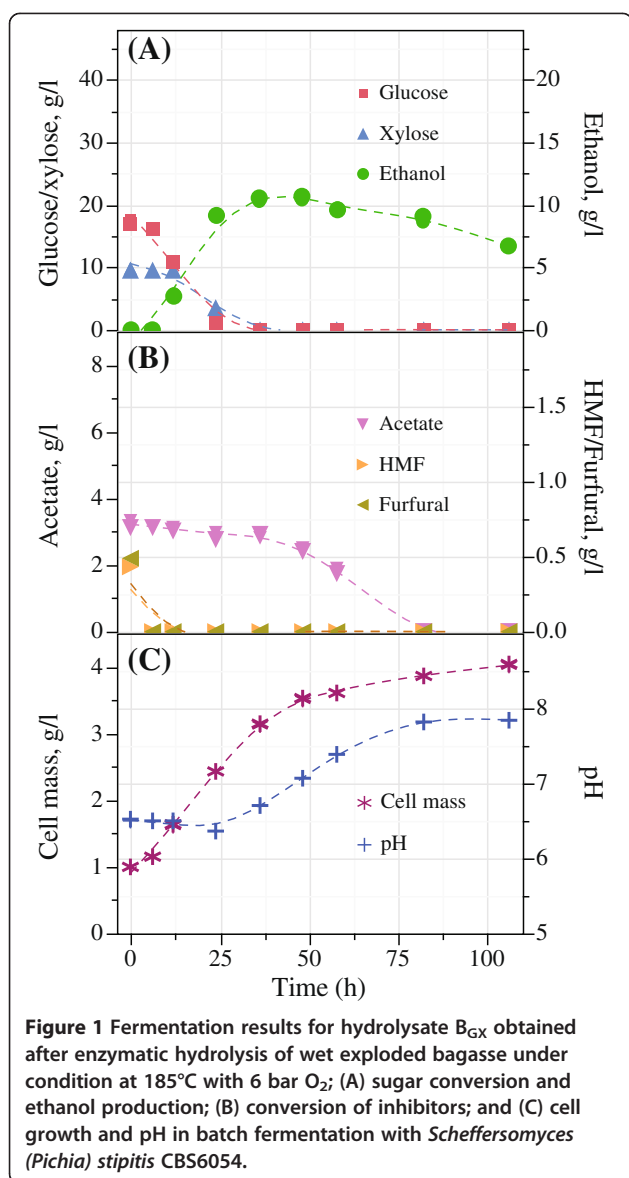 (A)
Glucose/xylose, g/l
40
30
20
10
0
Glucose
Xylose
Ethanol
20
15
10
5
0
Ethanol, g/l
(B)
Acetate, g/l
8
6
4
2
0
Acetate
HMF
Furfural
1.5
1.0
0.5
0.0
HMF/Furfural, g/l
(C)
Cell mass, g/l
4
3
2
1
0
Cell mass
pH
8
7
6
5
pH
0 25 50 75 100
Time (h)
Figure 1 Fermentation results for hydrolysate B_GX obtained
after enzymatic hydrolysis of wet exploded bagasse under
condition at 185°C with 6 bar O₂; (A) sugar conversion and
ethanol production; (B) conversion of inhibitors; and (C) cell
growth and pH in batch fermentation with Scheffersomyces
(Pichia) stipitis CBS6054.